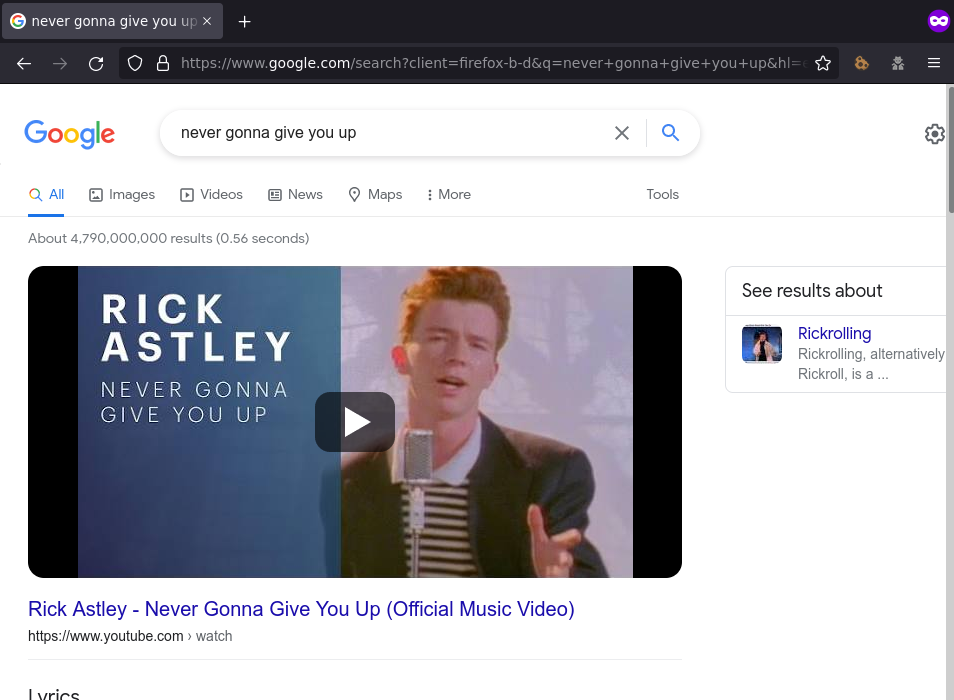 never gonna give you up
https://www.google.com/search?client=firefox-b-d&q=never+gonna+give+you+up&hl=
Google
never gonna give you up
All
Images
Videos
News
Maps
More
Tools
About 4,790,000,000 results (0.56 seconds)
RICK
ASTLEY
NEVER GONNA
GIVE YOU UP
See results about
Rickrolling
Rickrolling, alternatively
Rickroll, is a ...
Rick Astley - Never Gonna Give You Up (Official Music Video)
https://www.youtube.com › watch
Lyrics